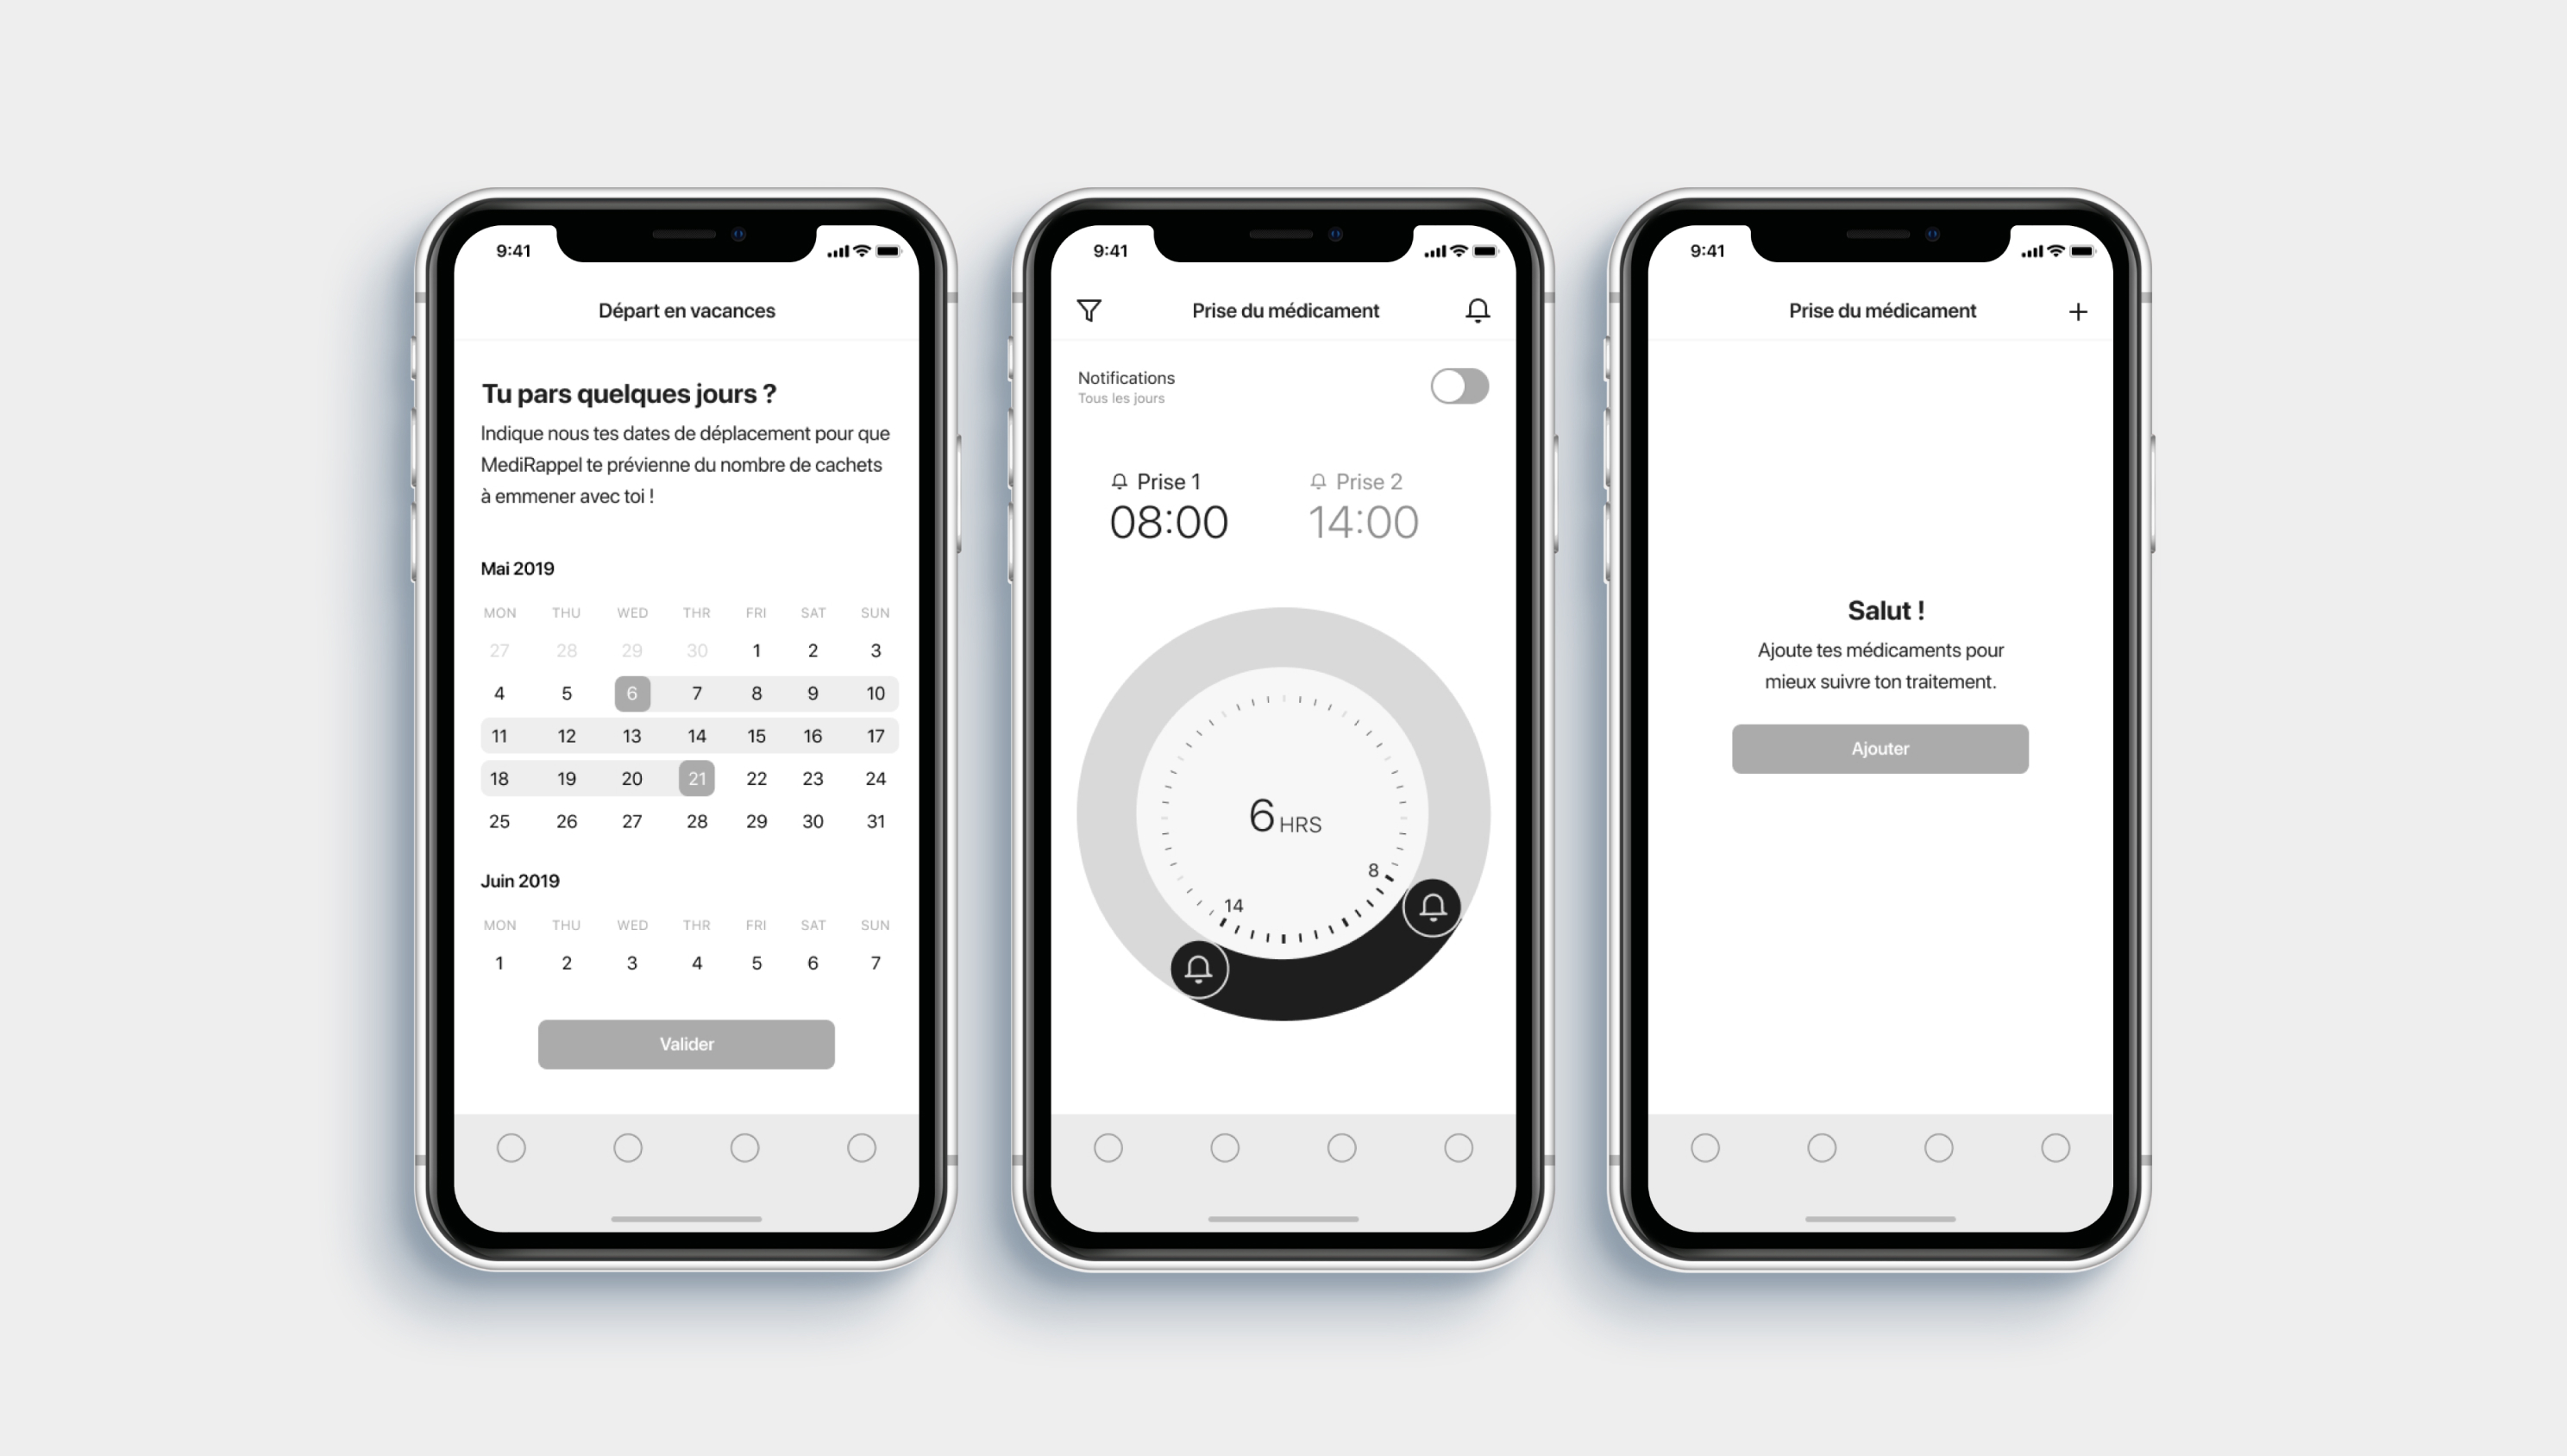 9:41
Départ en vacances
Tu pars quelques jours ?
Indique nous tes dates de déplacement pour que
MediRappel te prévienne du nombre de cachets
à emmener avec toi !
Mai 2019
MON THU WED THR FRI SAT SUN
27 28 29 30 1 2 3
4 5 6 7 8 9 10
11 12 13 14 15 16 17
18 19 20 21 22 23 24
25 26 27 28 29 30 31
Juin 2019
MON THU WED THR FRI SAT SUN
1 2 3 4 5 6 7
Valider
9:41
Prise du médicament
Notifications
Tous les jours
Prise 1 Prise 2
08:00 14:00
6 HRS
8
14
9:41
Prise du médicament
Salut !
Ajoute tes médicaments pour
mieux suivre ton traitement.
Ajouter